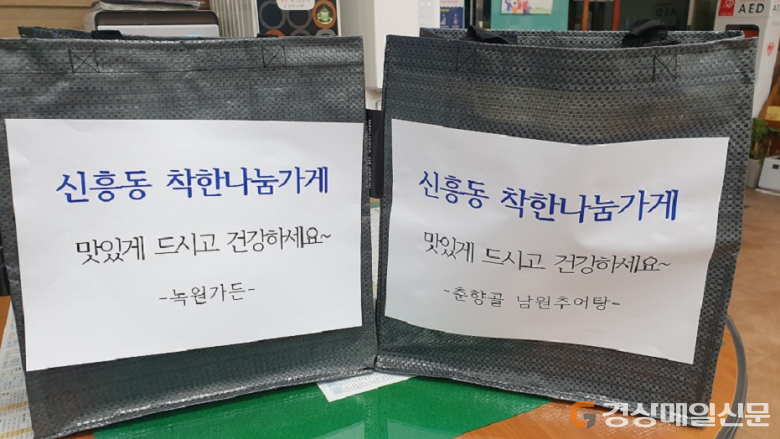 신흥동 착한나눔가게
맛있게 드시고 건강하세요~
-녹원가든-
신흥동 착한나눔가게
맛있게 드시고 건강하세요~
-춘향골 남원추어탕-
AED
경상매일신문